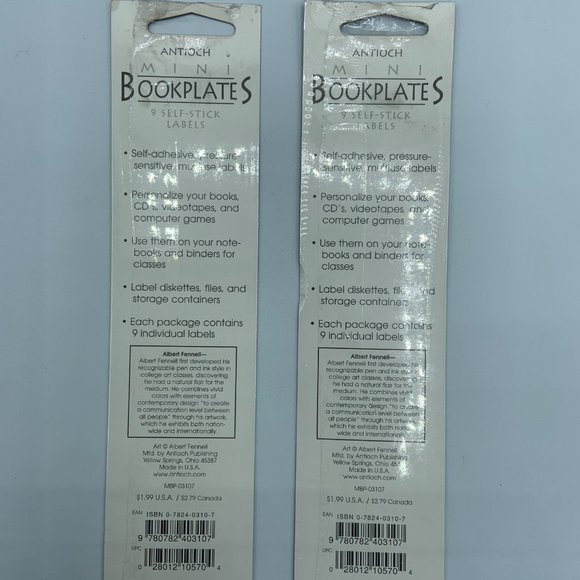 ANTIOCH
MINI
BOOKPLATES
9 SELF-STICK
LABELS
• Self-adhesive, pressure-
sensitive, multiuse labels
• Personalize your books,
CD's, videotapes, and
computer games
• Use them on your note-
books and binders for
classes
• Label diskettes, files, and
storage containers
• Each package contains
9 individual labels
Albert Fennell—
Albert Fennell first developed his
recognizable pen and ink style in
college art classes, discovering
he had a natural flair for the
medium. He combines vivid
colors with elements of
contemporary design "to create
a communication level between
all people" through his artwork,
which he exhibits both nation-
wide and internationally.
Art © Albert Fennell
Mfd. by Antioch Publishing
Yellow Springs, Ohio 45387
Made in U.S.A.
www.antioch.com
MBP-03107
$1.99 U.S.A. / $2.79 Canada
EAN ISBN 0-7824-0310-7
9 780782 403107
UPC
0 28012 10570 4
ANTIOCH
MINI
BOOKPLATES
9 SELF-STICK
LABELS
• Self-adhesive, pressure-
sensitive, multiuse labels
• Personalize your books,
CD's, videotapes, and
computer games
• Use them on your note-
books and binders for
classes
• Label diskettes, files, and
storage containers
• Each package contains
9 individual labels
Albert Fennell—
Albert Fennell first developed his
recognizable pen and ink style in
college art classes, discovering
he had a natural flair for the
medium. He combines vivid
colors with elements of
contemporary design "to create
a communication level between
all people" through his artwork,
which he exhibits both nation-
wide and internationally.
Art © Albert Fennell
Mfd. by Antioch Publishing
Yellow Springs, Ohio 45387
Made in U.S.A.
www.antioch.com
MBP-03107
$1.99 U.S.A. / $2.79 Canada
EAN ISBN 0-7824-0310-7
9 780782 403107
UPC
0 28012 10570 4